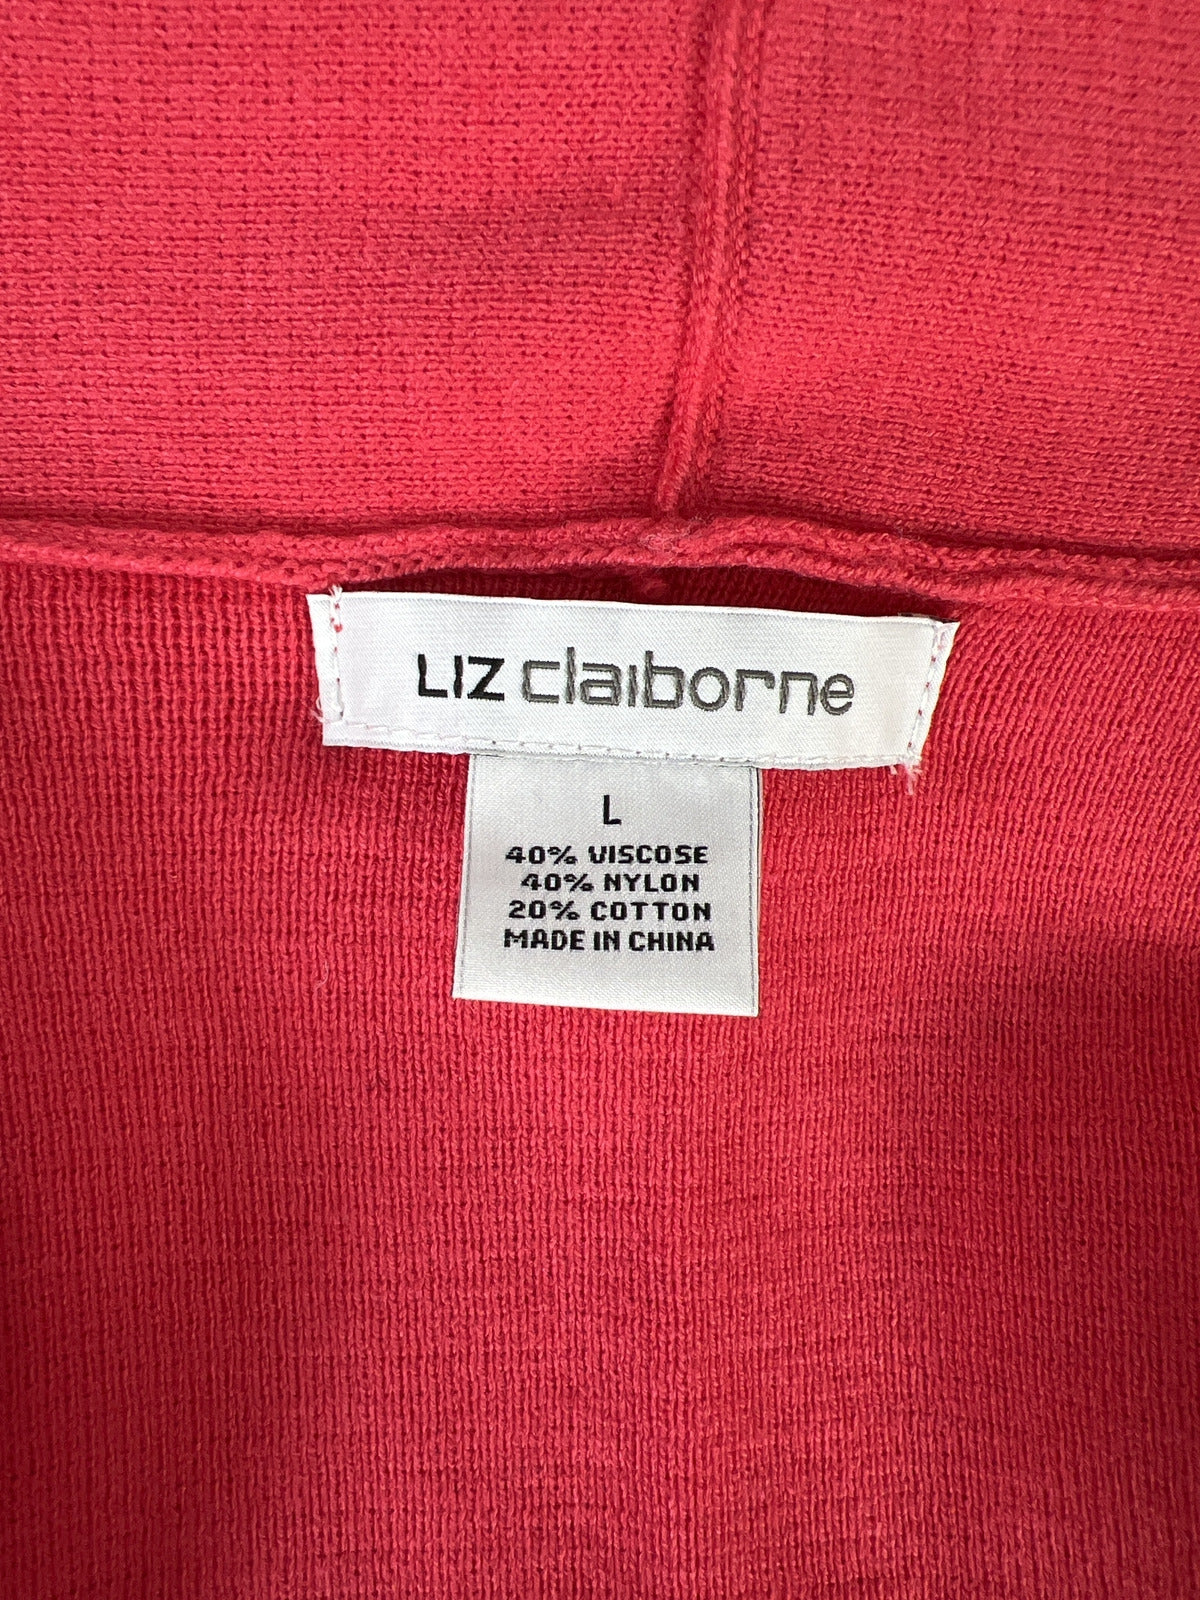 LIZ claiborne
L
40% VISCOSE
40% NYLON
20% COTTON
MADE IN CHINA